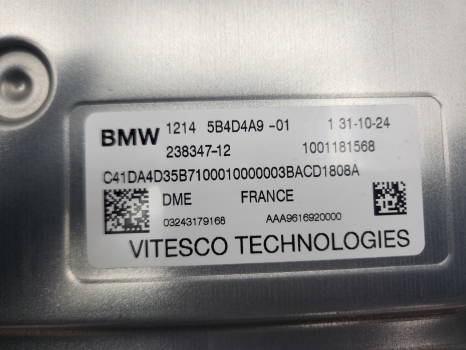 BMW 1214 5B4D4A9 -01 1 31-10-24
238347-12 1001181568
C41DA4D35B7100010000003BACD1808A
DME FRANCE
03243179168 AAA9616920000
VITESCO TECHNOLOGIES